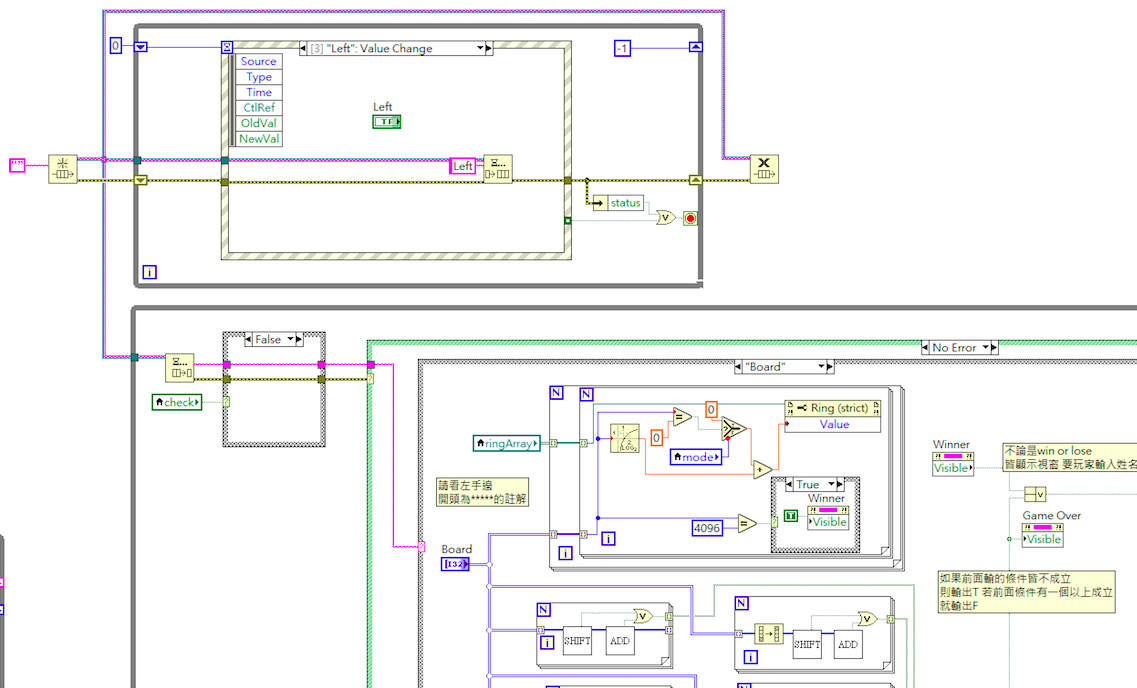 0
[3] "Left": Value Change
-1
Source
Type
Time
CtlRef
OldVal
NewVal
Left
TF
Left
status
i
False
No Error
"Board"
check
N
N
0
Ring (strict)
Value
ringArray
0
mode
True
Winner
T
Visible
4096
i
i
請看左手邊
開頭為*****的註解
Winner
Visible
不論是win or lose
皆顯示視窗 要玩家輸入姓名
Game Over
Visible
Board
[I32]
如果前面輸的條件皆不成立
則輸出T 若前面條件有一個以上成立
就輸出F
N
i
SHIFT
ADD
N
i
SHIFT
ADD
N
N